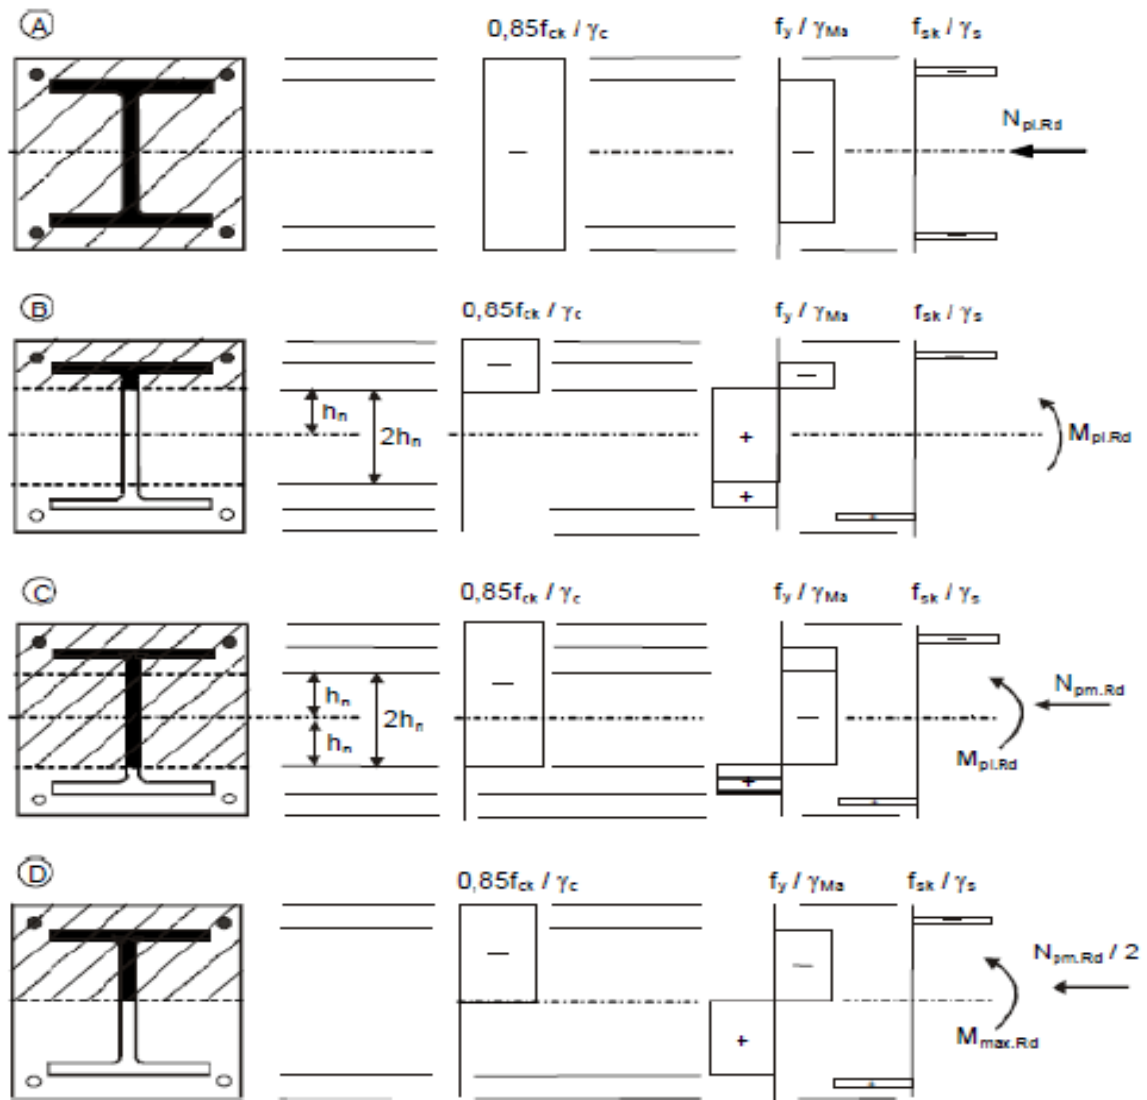 A
0,85fck / γc
fy / γMa
fsk / γs
−
−
−
−
Npl.Rd
B
0,85fck / γc
fy / γMa
fsk / γs
−
−
−
hn
2hn
+
+
+
Mpl.Rd
C
0,85fck / γc
fy / γMa
fsk / γs
−
−
−
hn
hn
2hn
+
+
Npm.Rd
Mpl.Rd
D
0,85fck / γc
fy / γMa
fsk / γs
−
−
−
+
+
Npm.Rd / 2
Mmax.Rd